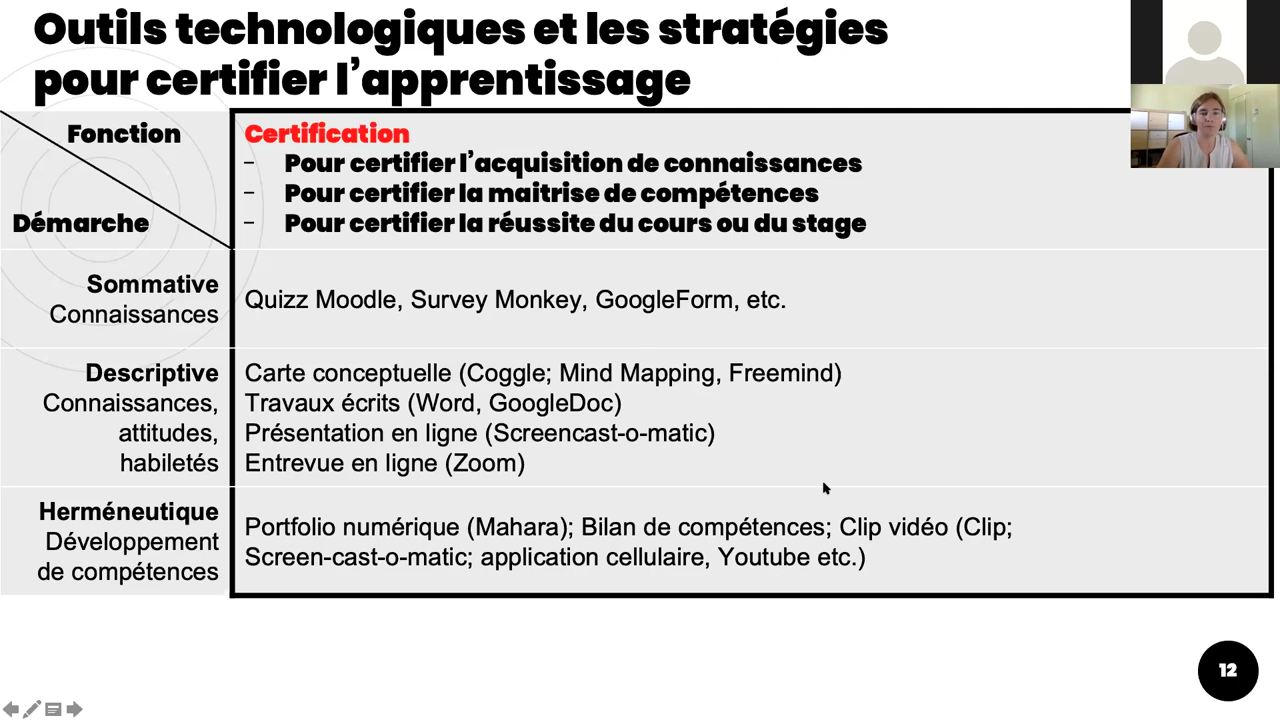 Outils technologiques et les stratégies
pour certifier l’apprentissage
Fonction
Démarche
Certification
- Pour certifier l’acquisition de connaissances
- Pour certifier la maitrise de compétences
- Pour certifier la réussite du cours ou du stage
Sommative
Connaissances
Quizz Moodle, Survey Monkey, GoogleForm, etc.
Descriptive
Connaissances,
attitudes,
habiletés
Carte conceptuelle (Coggle; Mind Mapping, Freemind)
Travaux écrits (Word, GoogleDoc)
Présentation en ligne (Screencast-o-matic)
Entrevue en ligne (Zoom)
Herméneutique
Développement
de compétences
Portfolio numérique (Mahara); Bilan de compétences; Clip vidéo (Clip;
Screen-cast-o-matic; application cellulaire, Youtube etc.)
12